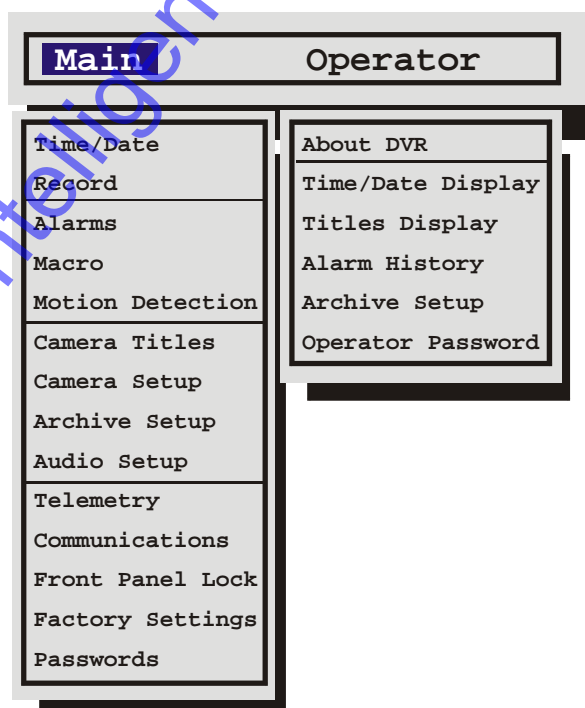 Main Operator
Time/Date
Record
Alarms
Macro
Motion Detection
Camera Titles
Camera Setup
Archive Setup
Audio Setup
Telemetry
Communications
Front Panel Lock
Factory Settings
Passwords
About DVR
Time/Date Display
Titles Display
Alarm History
Archive Setup
Operator Password